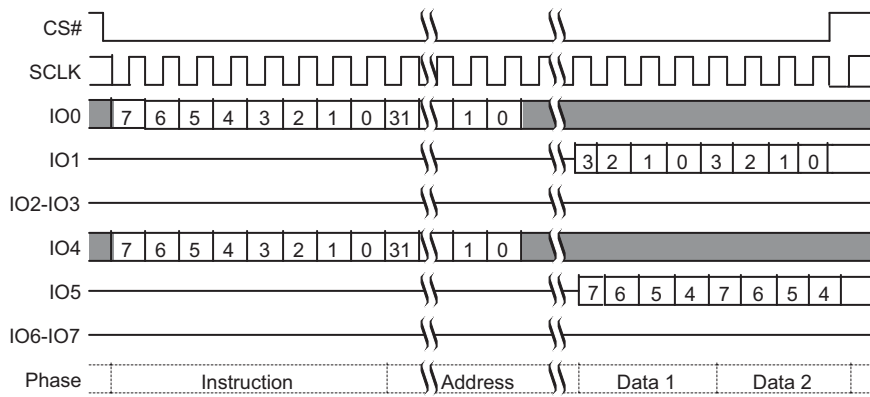 CS#
SCLK
IO0 7 6 5 4 3 2 1 0 31 1 0
IO1 3 2 1 0 3 2 1 0
IO2-IO3
IO4 7 6 5 4 3 2 1 0 31 1 0
IO5 7 6 5 4 7 6 5 4
IO6-IO7
Phase Instruction Address Data 1 Data 2